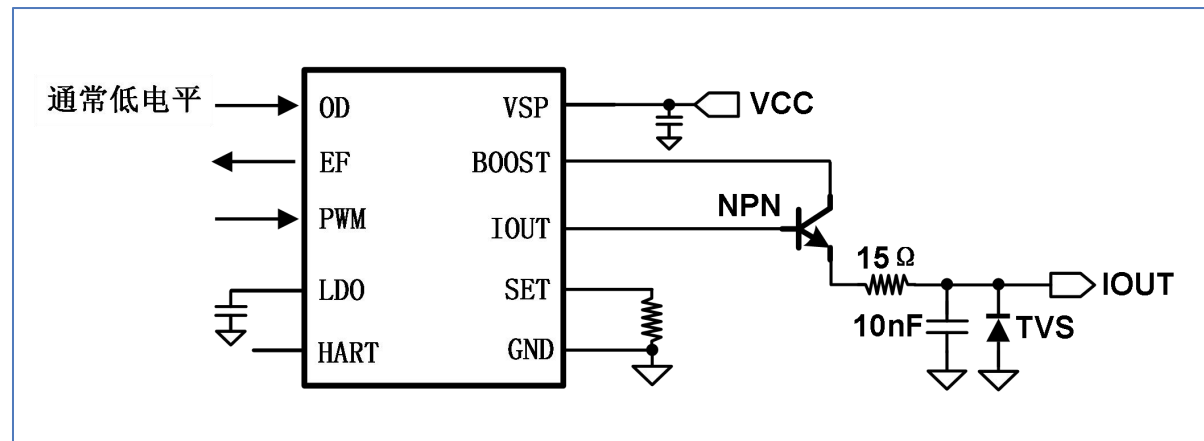 通常低电平
OD
EF
PWM
LDO
HART
VSP
BOOST
IOUT
SET
GND
VCC
NPN
15Ω
10nF
TVS
IOUT